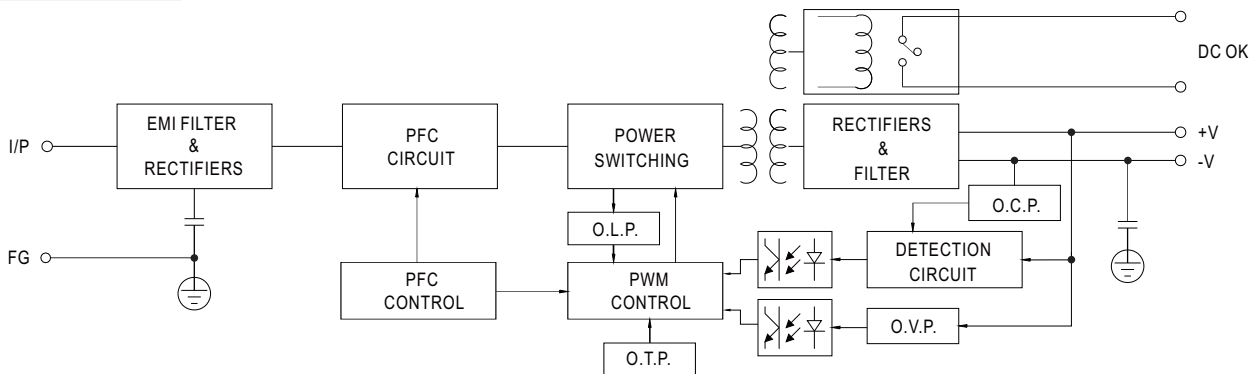 DC OK
I/P
EMI FILTER
&
RECTIFIERS
PFC
CIRCUIT
POWER
SWITCHING
RECTIFIERS
&
FILTER
+V
-V
O.C.P.
O.L.P.
FG
DETECTION
CIRCUIT
PFC
CONTROL
PWM
CONTROL
O.V.P.
O.T.P.